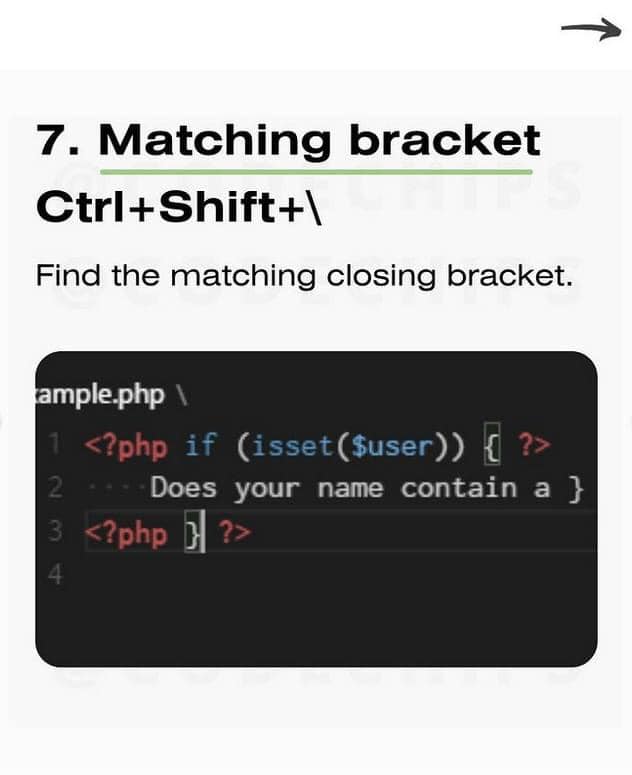 7. Matching bracket
Ctrl+Shift+\
Find the matching closing bracket.
ample.php \
1 <?php if (isset($user)) { ?>
2 ····Does your name contain a }
3 <?php } ?>
4
@CODECHIPS